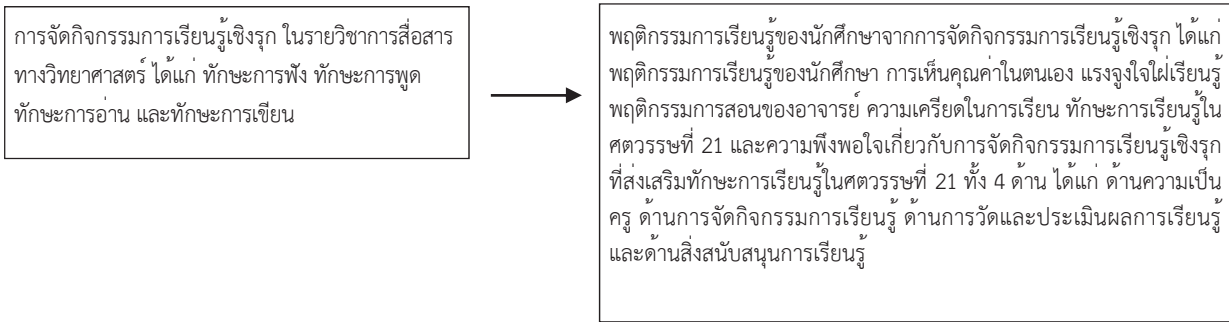 การจัดกิจกรรมการเรียนรู้เชิงรุก ในรายวิชาการสื่อสาร
ทางวิทยาศาสตร์ ได้แก่ ทักษะการฟัง ทักษะการพูด
ทักษะการอ่าน และทักษะการเขียน
พฤติกรรมการเรียนรู้ของนักศึกษาจากการจัดกิจกรรมการเรียนรู้เชิงรุก ได้แก่
พฤติกรรมการเรียนรู้ของนักศึกษา การเห็นคุณค่าในตนเอง แรงจูงใจใฝ่เรียนรู้
พฤติกรรมการสอนของอาจารย์ ความเครียดในการเรียน ทักษะการเรียนรู้ใน
ศตวรรษที่ 21 และความพึงพอใจเกี่ยวกับการจัดกิจกรรมการเรียนรู้เชิงรุก
ที่ส่งเสริมทักษะการเรียนรู้ในศตวรรษที่ 21 ทั้ง 4 ด้าน ได้แก่ ด้านความเป็น
ครู ด้านการจัดกิจกรรมการเรียนรู้ ด้านการวัดและประเมินผลการเรียนรู้
และด้านสิ่งสนับสนุนการเรียนรู้